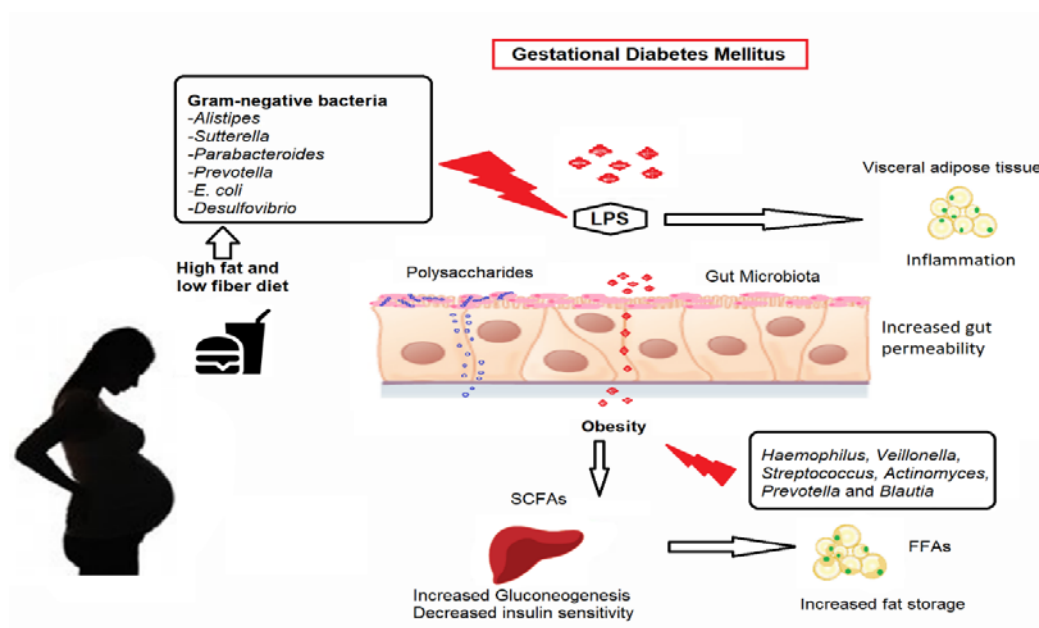 Gestational Diabetes Mellitus
Gram-negative bacteria
-Alistipes
-Sutterella
-Parabacteroides
-Prevotella
-E. coli
-Desulfovibrio
High fat and
low fiber diet
LPS
Visceral adipose tissue
Inflammation
Polysaccharides
Gut Microbiota
Increased gut
permeability
Obesity
Haemophilus, Veillonella,
Streptococcus, Actinomyces,
Prevotella and Blautia
SCFAs
Increased Gluconeogenesis
Decreased insulin sensitivity
FFAs
Increased fat storage